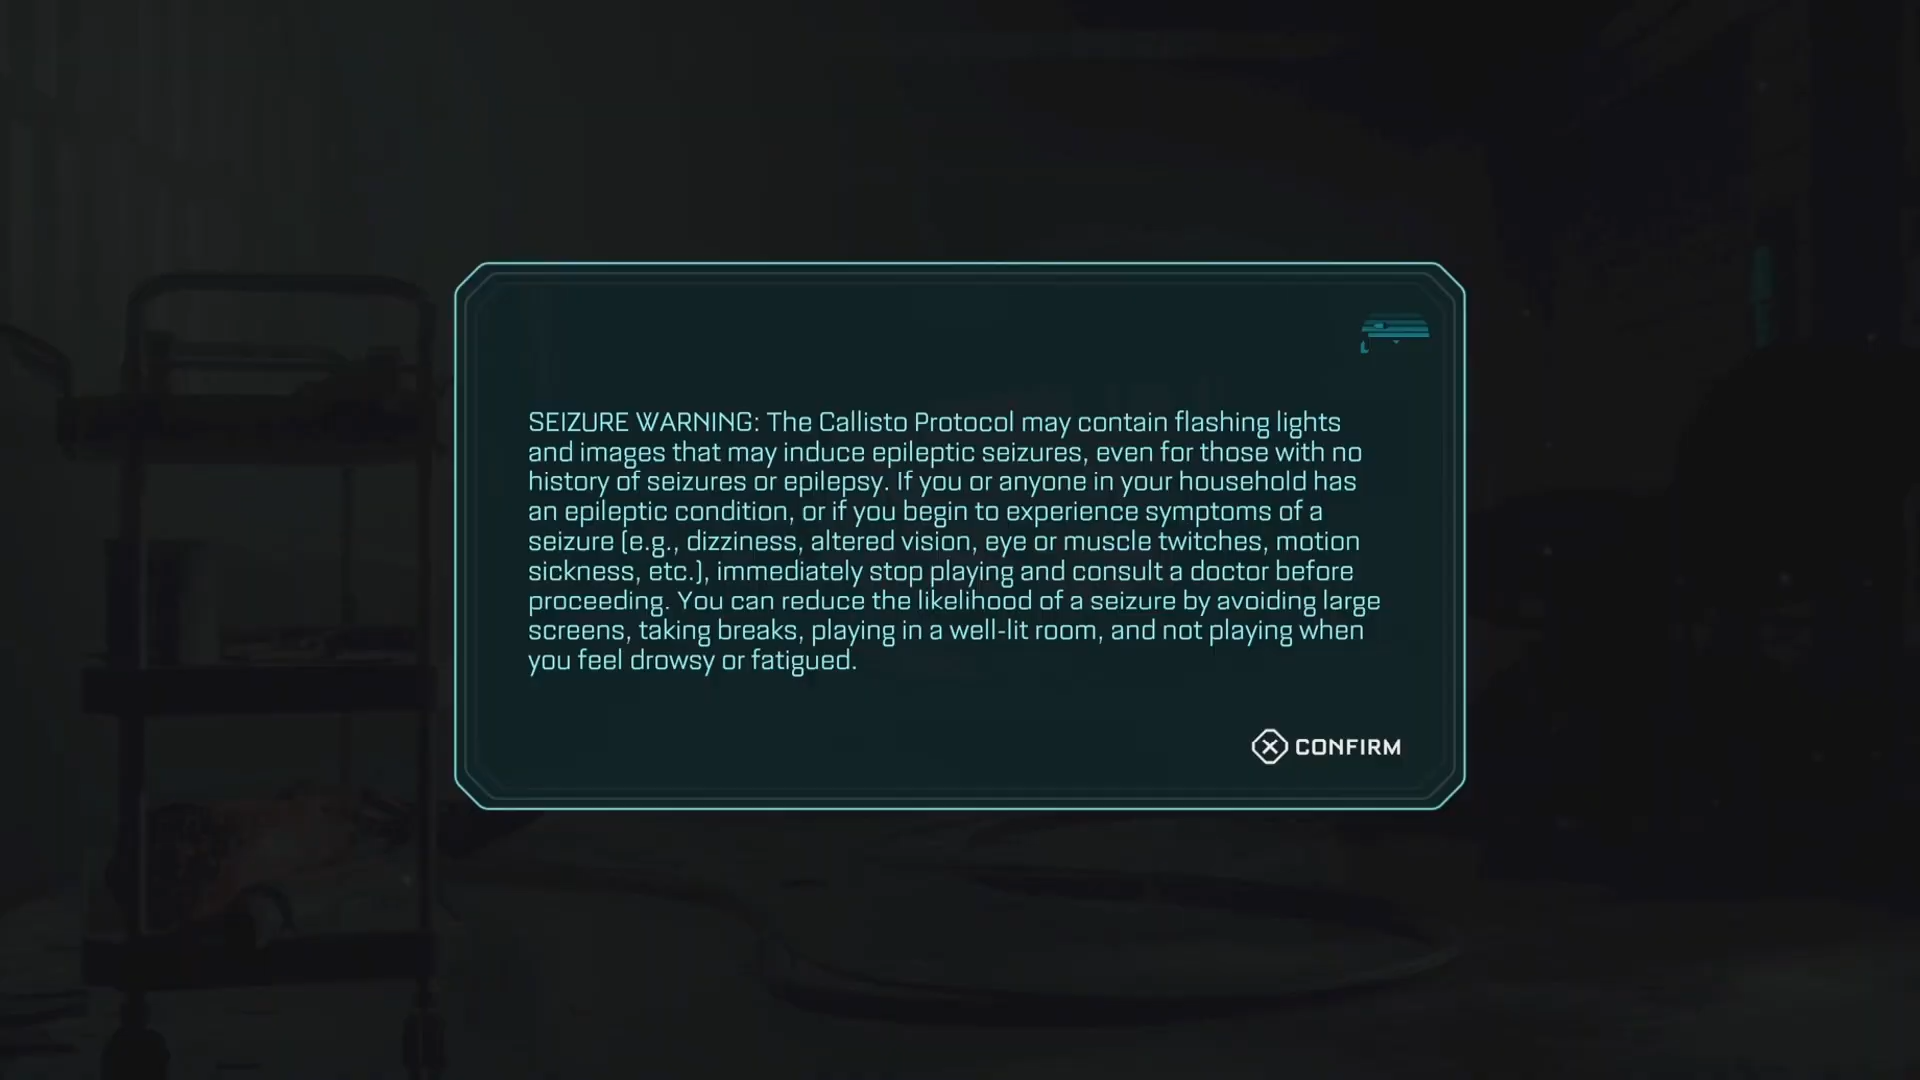 SEIZURE WARNING: The Callisto Protocol may contain flashing lights
and images that may induce epileptic seizures, even for those with no
history of seizures or epilepsy. If you or anyone in your household has
an epileptic condition, or if you begin to experience symptoms of a
seizure (e.g., dizziness, altered vision, eye or muscle twitches, motion
sickness, etc.), immediately stop playing and consult a doctor before
proceeding. You can reduce the likelihood of a seizure by avoiding large
screens, taking breaks, playing in a well-lit room, and not playing when
you feel drowsy or fatigued.
CONFIRM